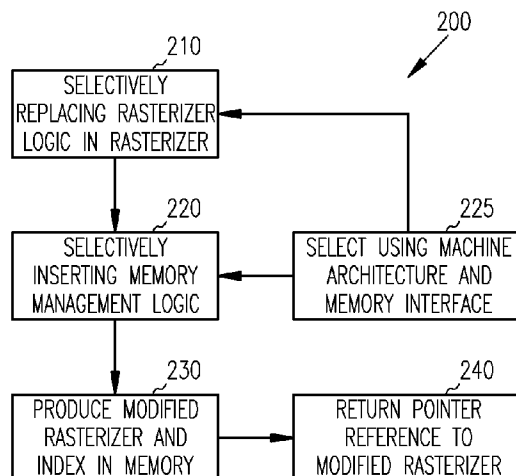 200
210
SELECTIVELY
REPLACING RASTERIZER
LOGIC IN RASTERIZER
220
SELECTIVELY
INSERTING MEMORY
MANAGEMENT LOGIC
225
SELECT USING MACHINE
ARCHITECTURE AND
MEMORY INTERFACE
230
PRODUCE MODIFIED
RASTERIZER AND
INDEX IN MEMORY
240
RETURN POINTER
REFERENCE TO
MODIFIED RASTERIZER